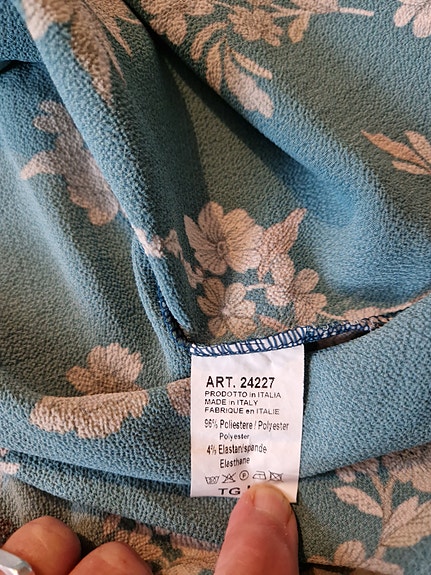 ART. 24227
PRODOTTO in ITALIA
MADE in ITALY
FABRIQUE en ITALIE
96% Poliestere / Polyester
Polyester
4% Elastan/spande
Elasthane
TG